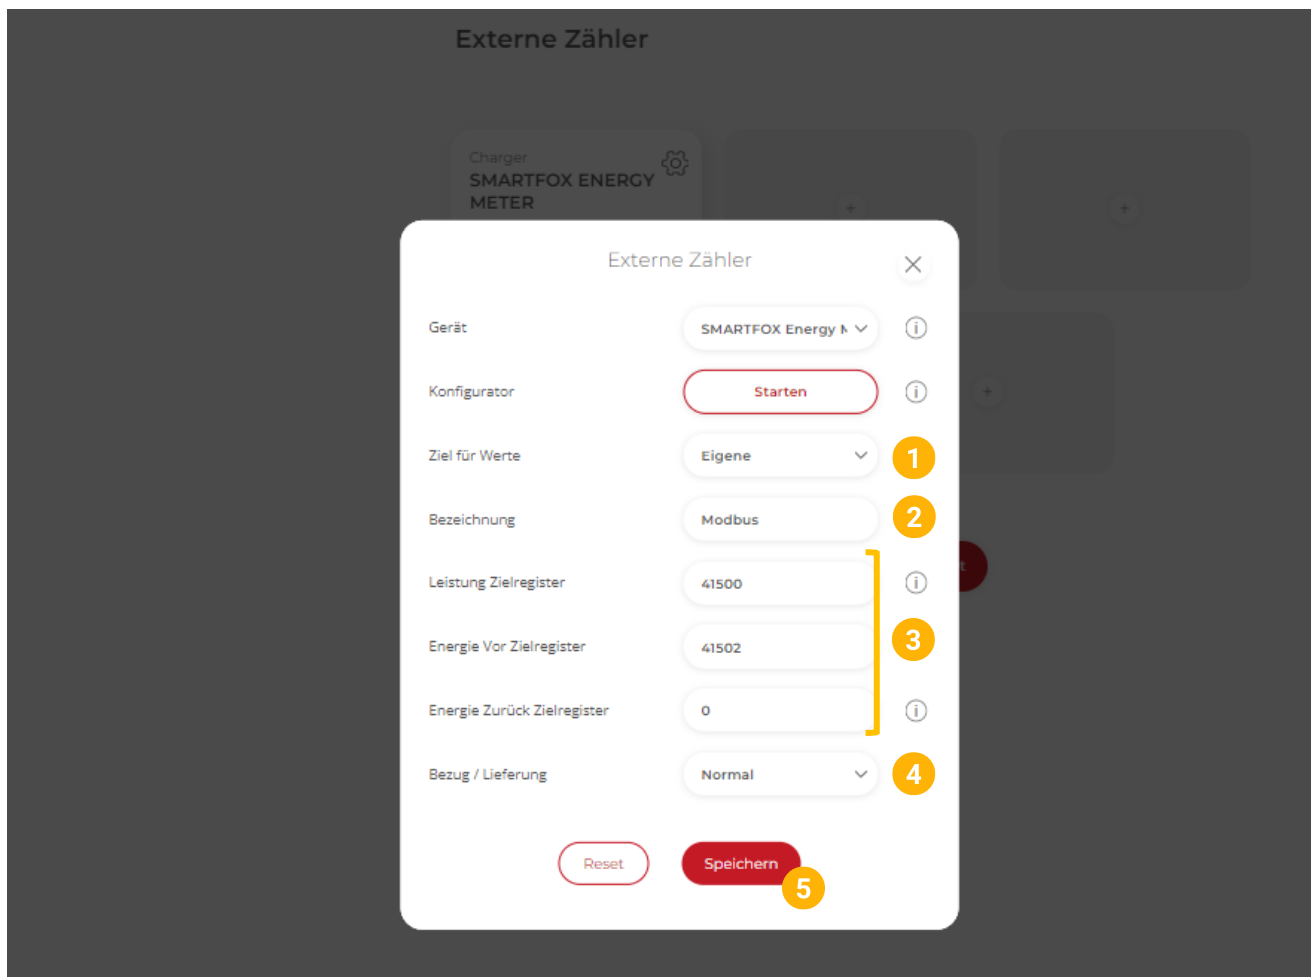 Externe Zähler
Charger
SMARTFOX ENERGY
METER
Externe Zähler
Gerät
SMARTFOX Energy
Konfigurator
Starten
Ziel für Werte
Eigene
1
Bezeichnung
Modbus
2
Leistung Zielregister
41500
Energie Vor Zielregister
41502
3
Energie Zurück Zielregister
0
Bezug / Lieferung
Normal
4
Reset
Speichern
5